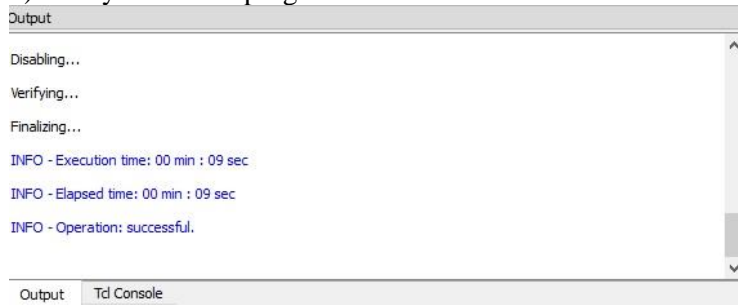 Output
Disabling...
Verifying...
Finalizing...
INFO - Execution time: 00 min : 09 sec
INFO - Elapsed time: 00 min : 09 sec
INFO - Operation: successful.
Output Tcl Console